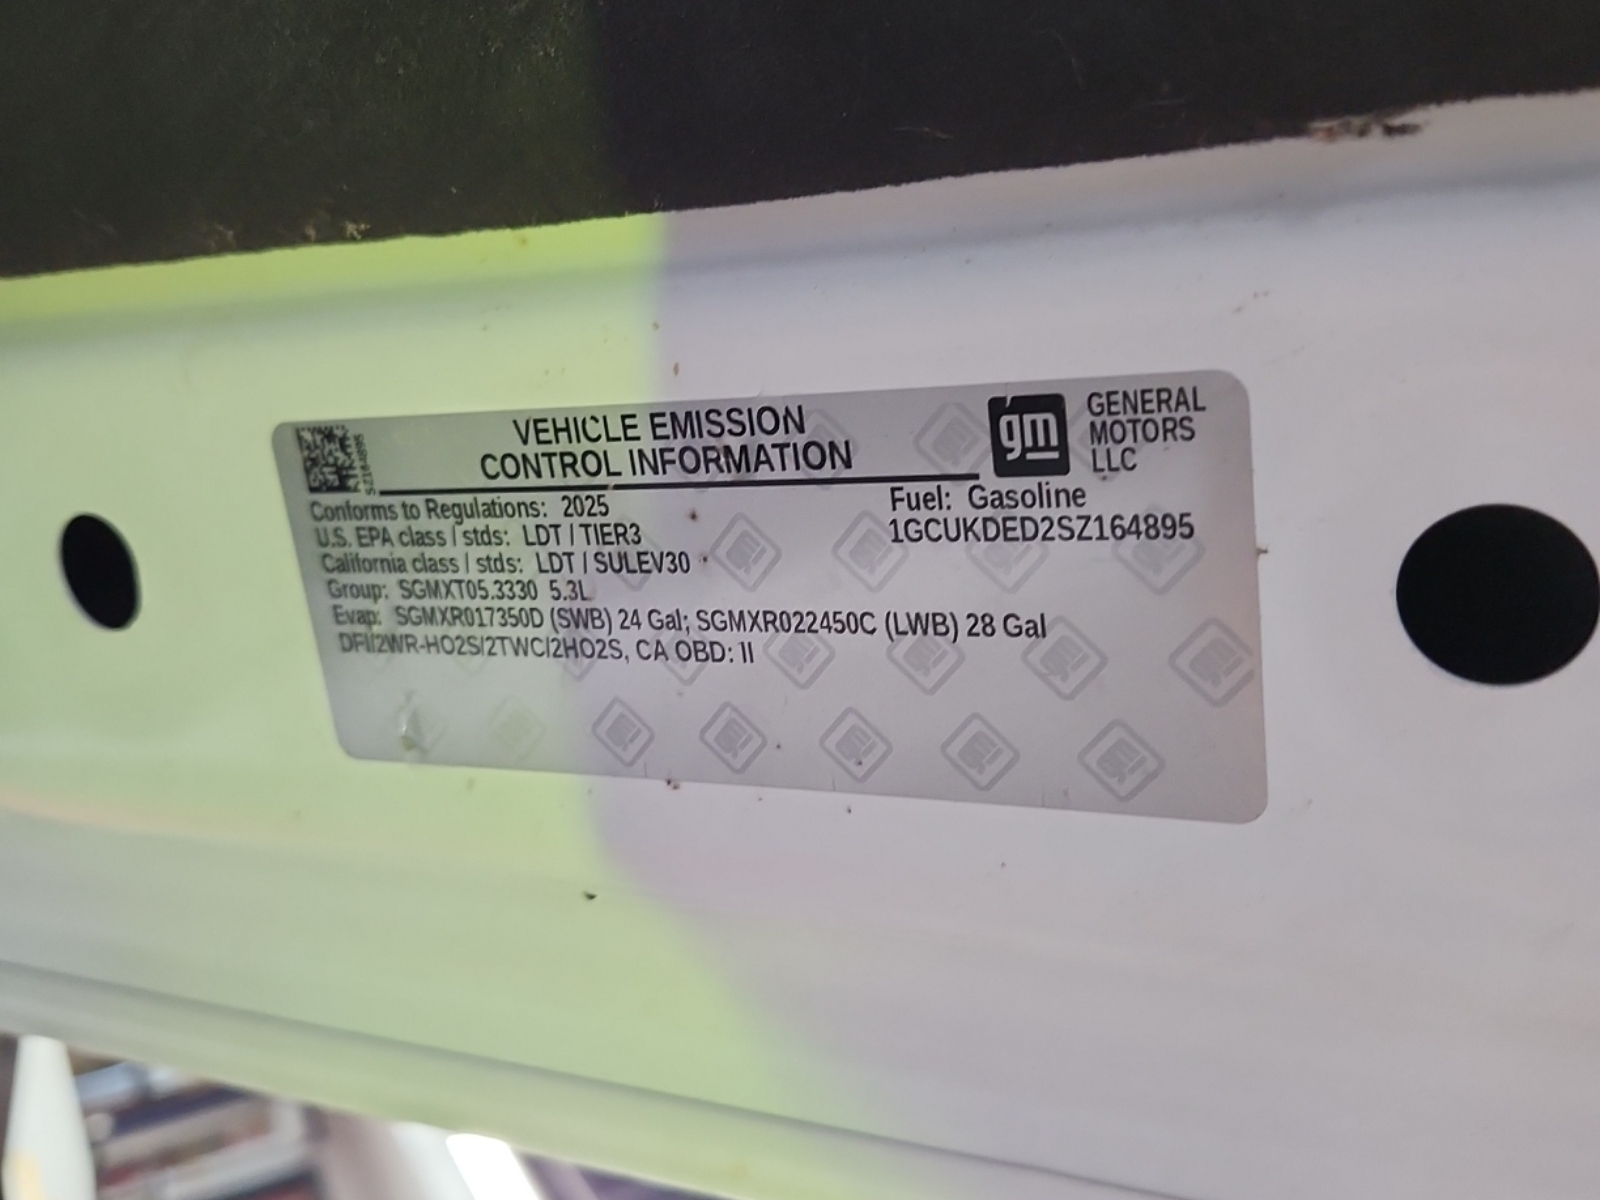 VEHICLE EMISSION
CONTROL INFORMATION
gm
GENERAL
MOTORS
LLC
SZ164895
Conforms to Regulations: 2025
U.S. EPA class / stds: LDT / TIER3
California class / stds: LDT / SULEV30
Group: SGMXT05.3330 5.3L
Evap: SGMXR017350D (SWB) 24 Gal; SGMXR022450C (LWB) 28 Gal
DFI/2WR-HO2S/2TWC/2HO2S, CA OBD: II
Fuel: Gasoline
1GCUKDED2SZ164895